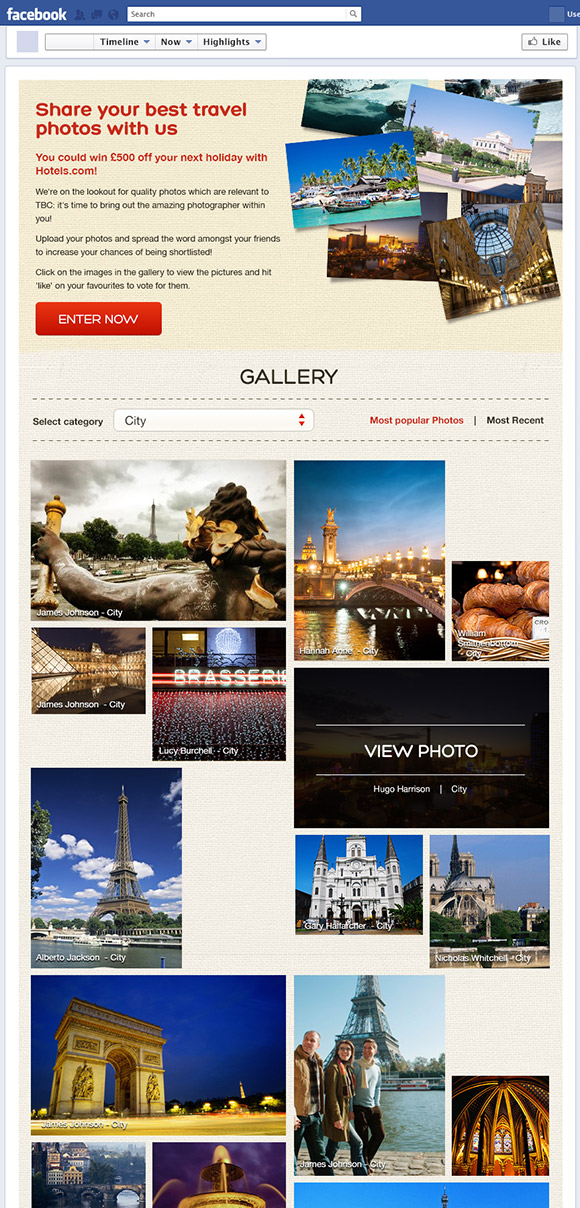 facebook
Search
Use
Timeline
Now
Highlights
Like
Share your best travel
photos with us
You could win £500 off your next holiday with
Hotels.com!
We're on the lookout for quality photos which are relevant to
TBC: it's time to bring out the amazing photographer within
you!
Upload your photos and spread the word amongst your friends
to increase your chances of being shortlisted!
Click on the images in the gallery to view the pictures and hit
'like' on your favourites to vote for them.
ENTER NOW
GALLERY
Select category
City
Most popular Photos | Most Recent
James Johnson - City
Hannah Anne - City
William
Smithenbottom
- City
CRO
James Johnson - City
BRASSERIE
Lucy Burchell - City
VIEW PHOTO
Hugo Harrison | City
Alberto Jackson - City
Gary Halfarcher - City
Nicholas Whitchell - City
James Johnson - City
James Johnson - City